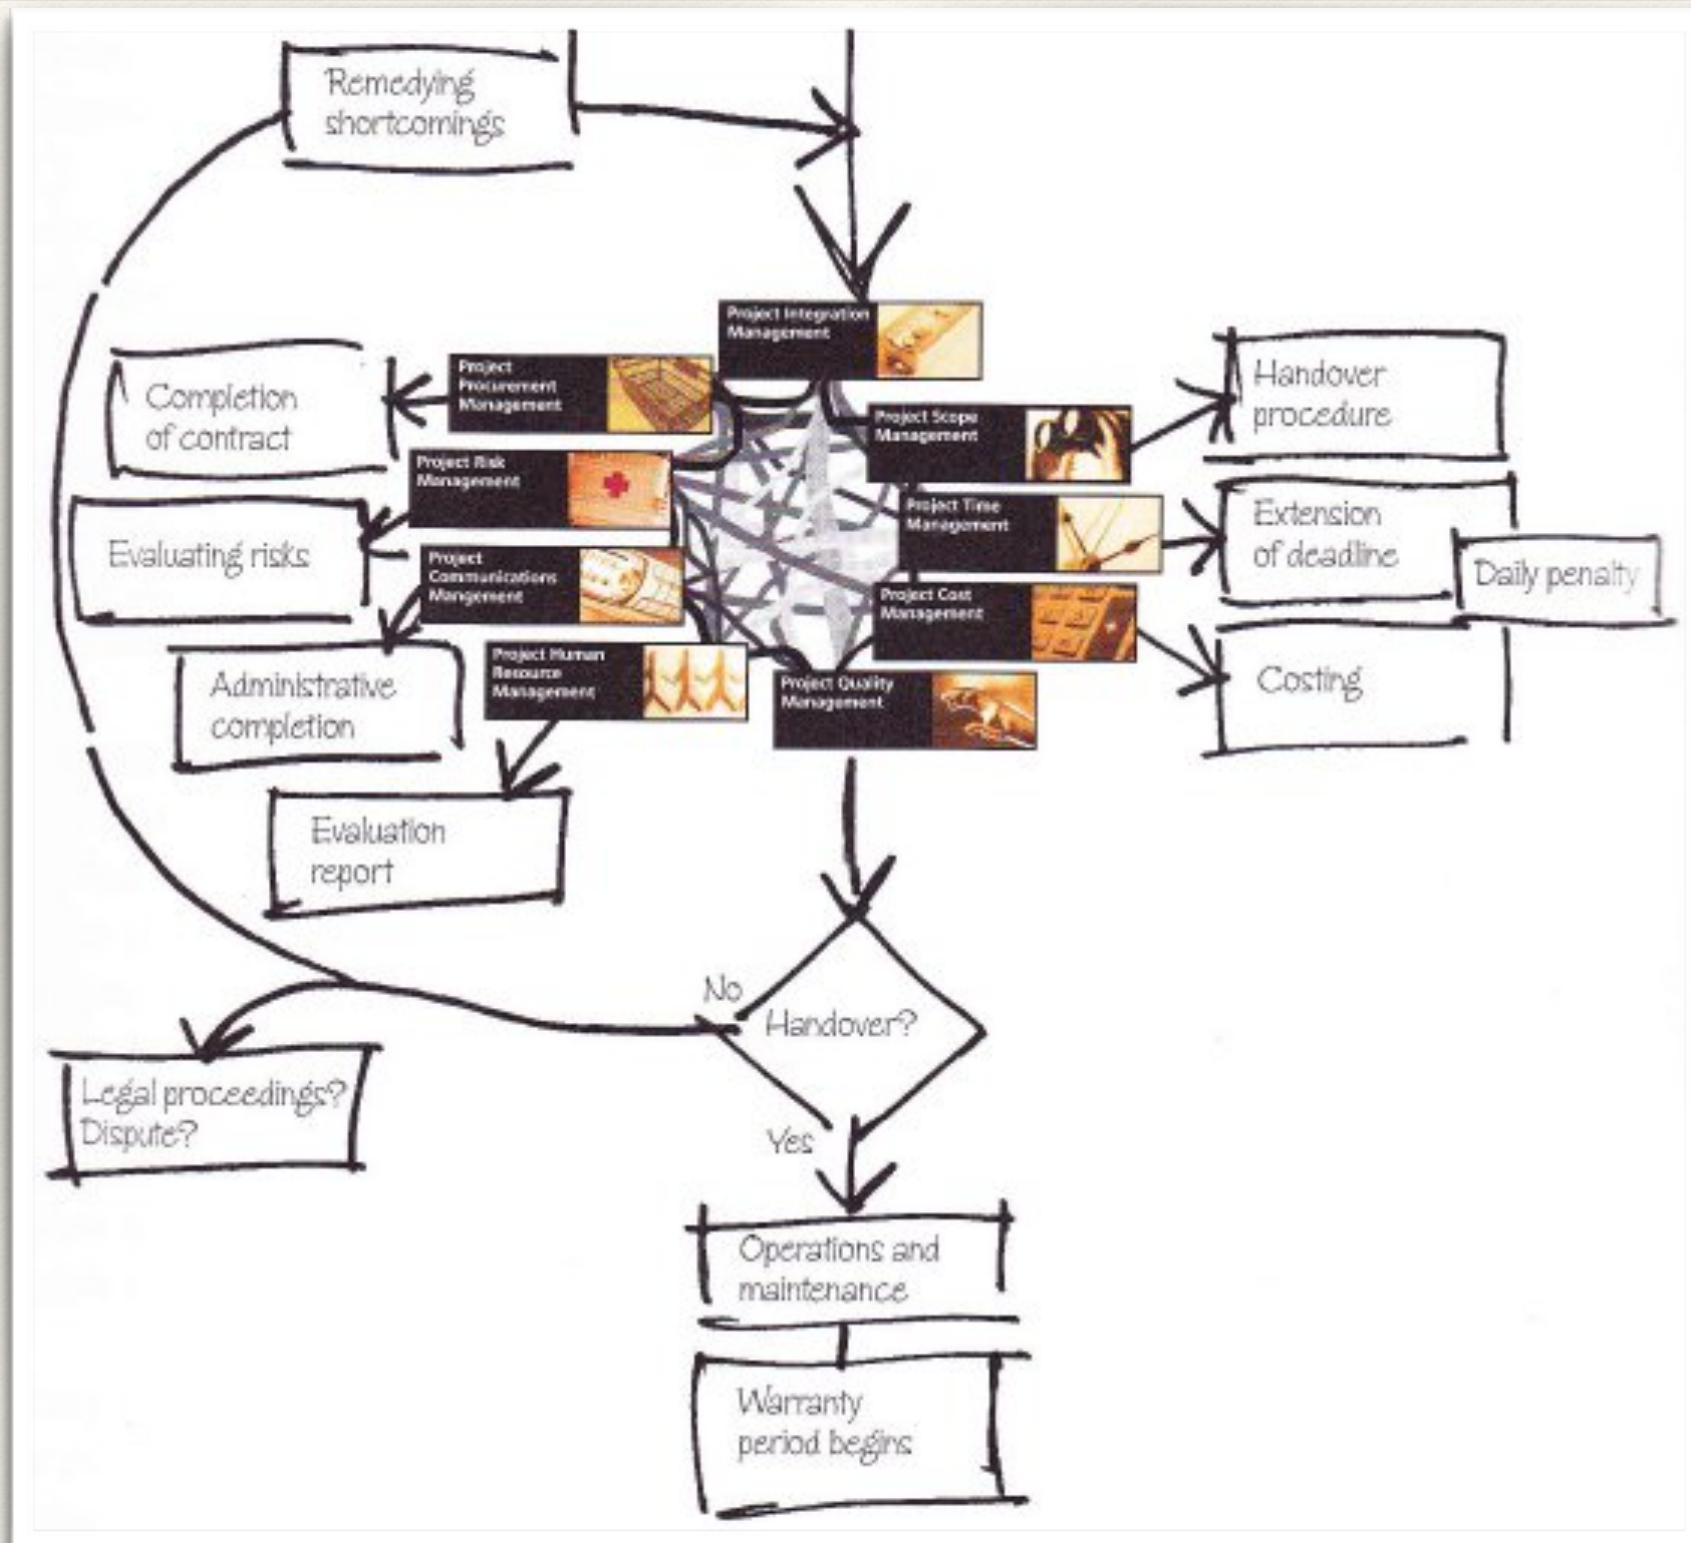 Remedying
shortcomings
Project Integration
Management
Project
Procurement
Management
Completion
of contract
Project Scope
Management
Handover
procedure
Project Risk
Management
Evaluating risks
Project Time
Management
Extension
of deadline
Daily penalty
Project
Communications
Mangement
Administrative
completion
Project Cost
Management
Costing
Project Human
Resource
Management
Project Quality
Management
Evaluation
report
No
Handover?
Legal proceedings?
Dispute?
Yes
Operations and
maintenance
Warranty
period begins